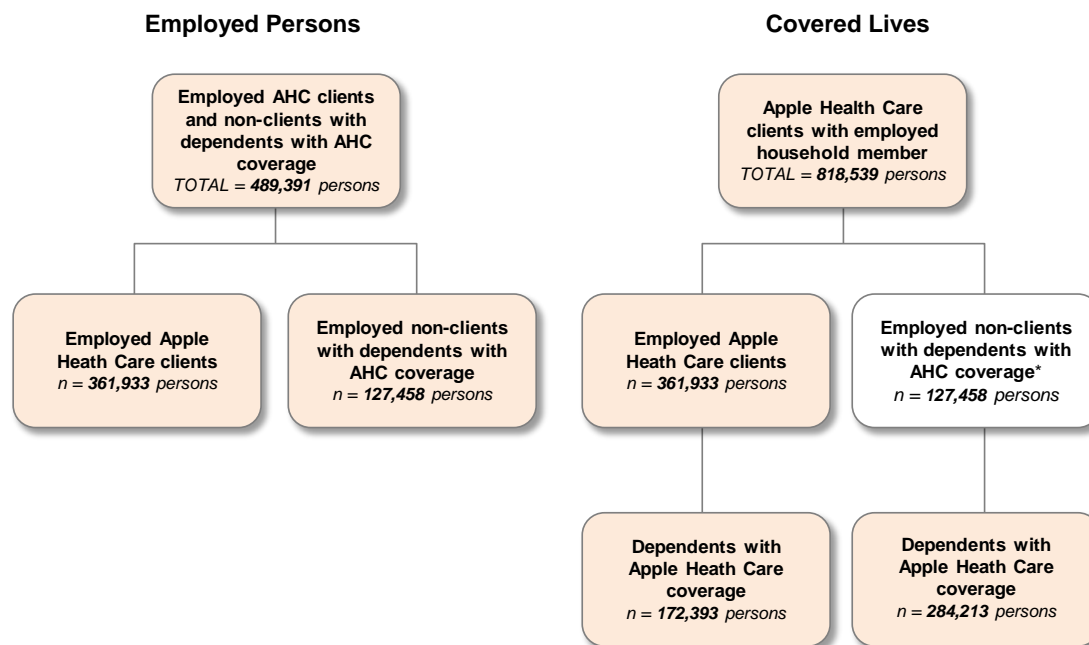 Employed Persons
Covered Lives
Employed AHC clients
and non-clients with
dependents with AHC
coverage
TOTAL = 489,391 persons
Apple Health Care
clients with employed
household member
TOTAL = 818,539 persons
Employed Apple
Heath Care clients
n = 361,933 persons
Employed non-clients
with dependents with
AHC coverage
n = 127,458 persons
Employed Apple
Heath Care clients
n = 361,933 persons
Employed non-clients
with dependents with
AHC coverage*
n = 127,458 persons
Dependents with
Apple Heath Care
coverage
n = 172,393 persons
Dependents with
Apple Heath Care
coverage
n = 284,213 persons